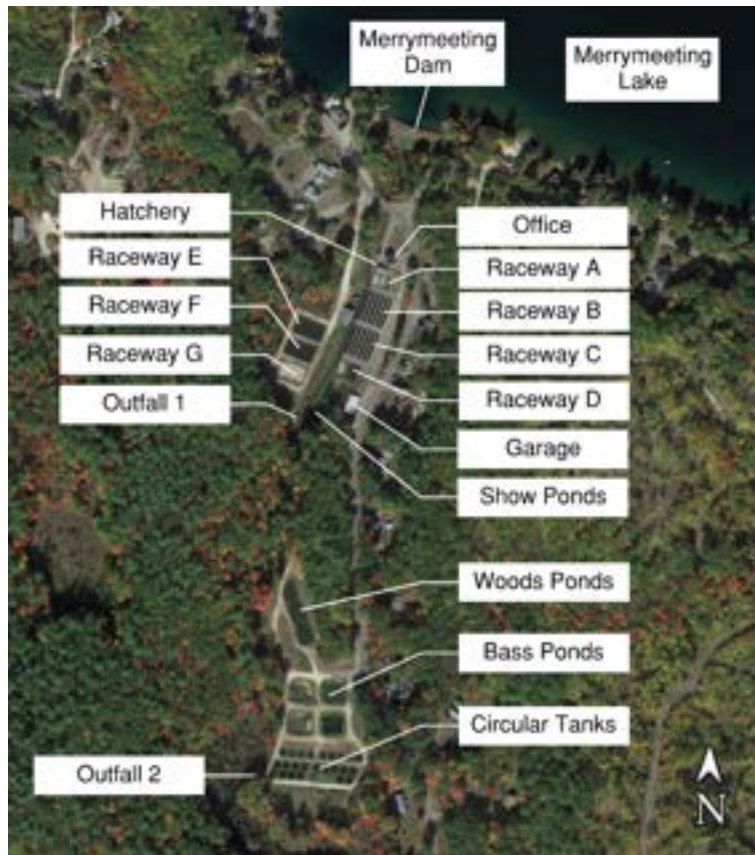 Merrymeeting
Dam
Merrymeeting
Lake
Hatchery
Raceway E
Raceway F
Raceway G
Outfall 1
Office
Raceway A
Raceway B
Raceway C
Raceway D
Garage
Show Ponds
Woods Ponds
Bass Ponds
Circular Tanks
Outfall 2
N